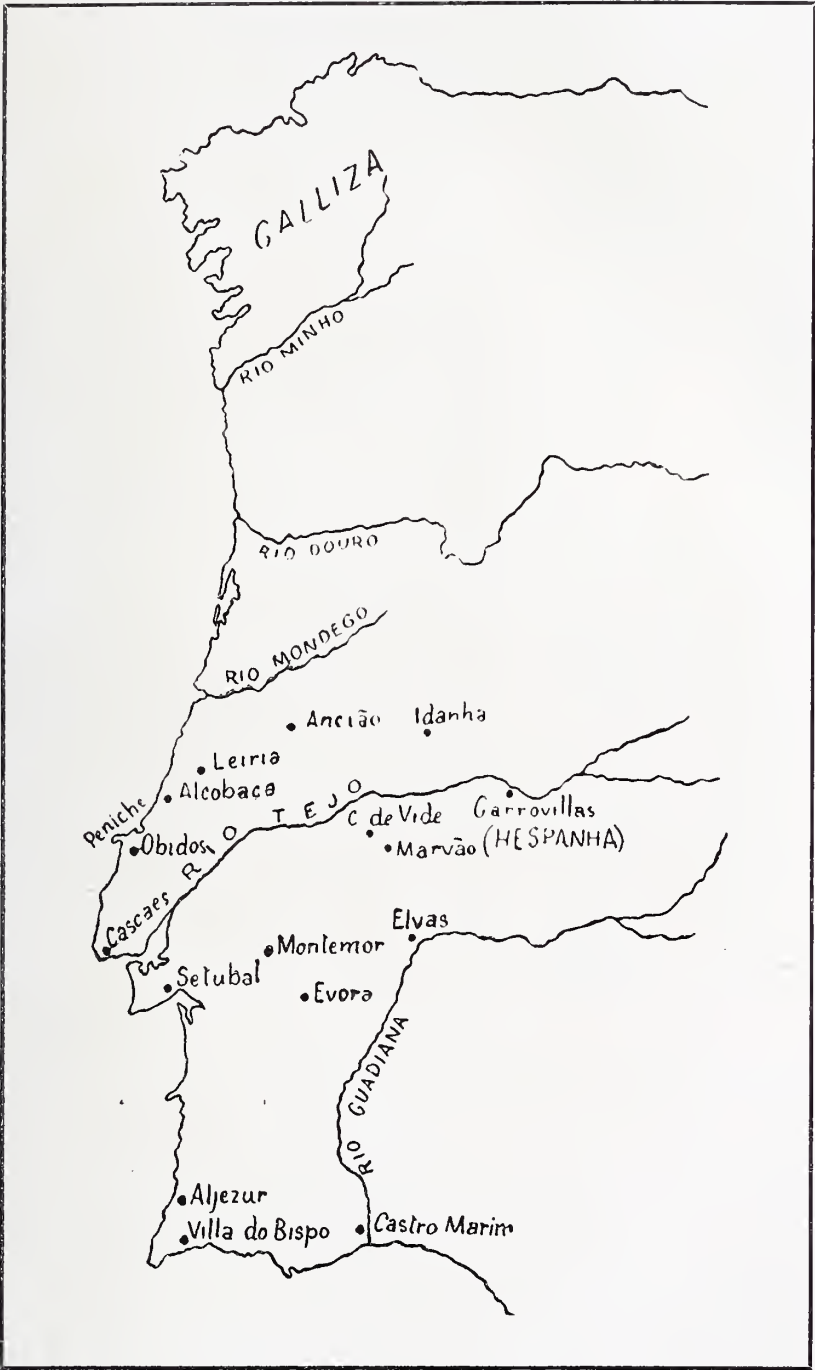 GALLIZA
RIO MINHO
RIO DOURO
RIO MONDEGO
Ancião
Idanha
Leiria
Alcobaça
Peniche
Obidos
RIO TEJO
C de Vide
Garrovillas
(HESPANHA)
Marvão
Cascaes
Elvas
Montemor
Setubal
Evora
RIO GUADIANA
Aljezur
Villa do Bispo
Castro Marim